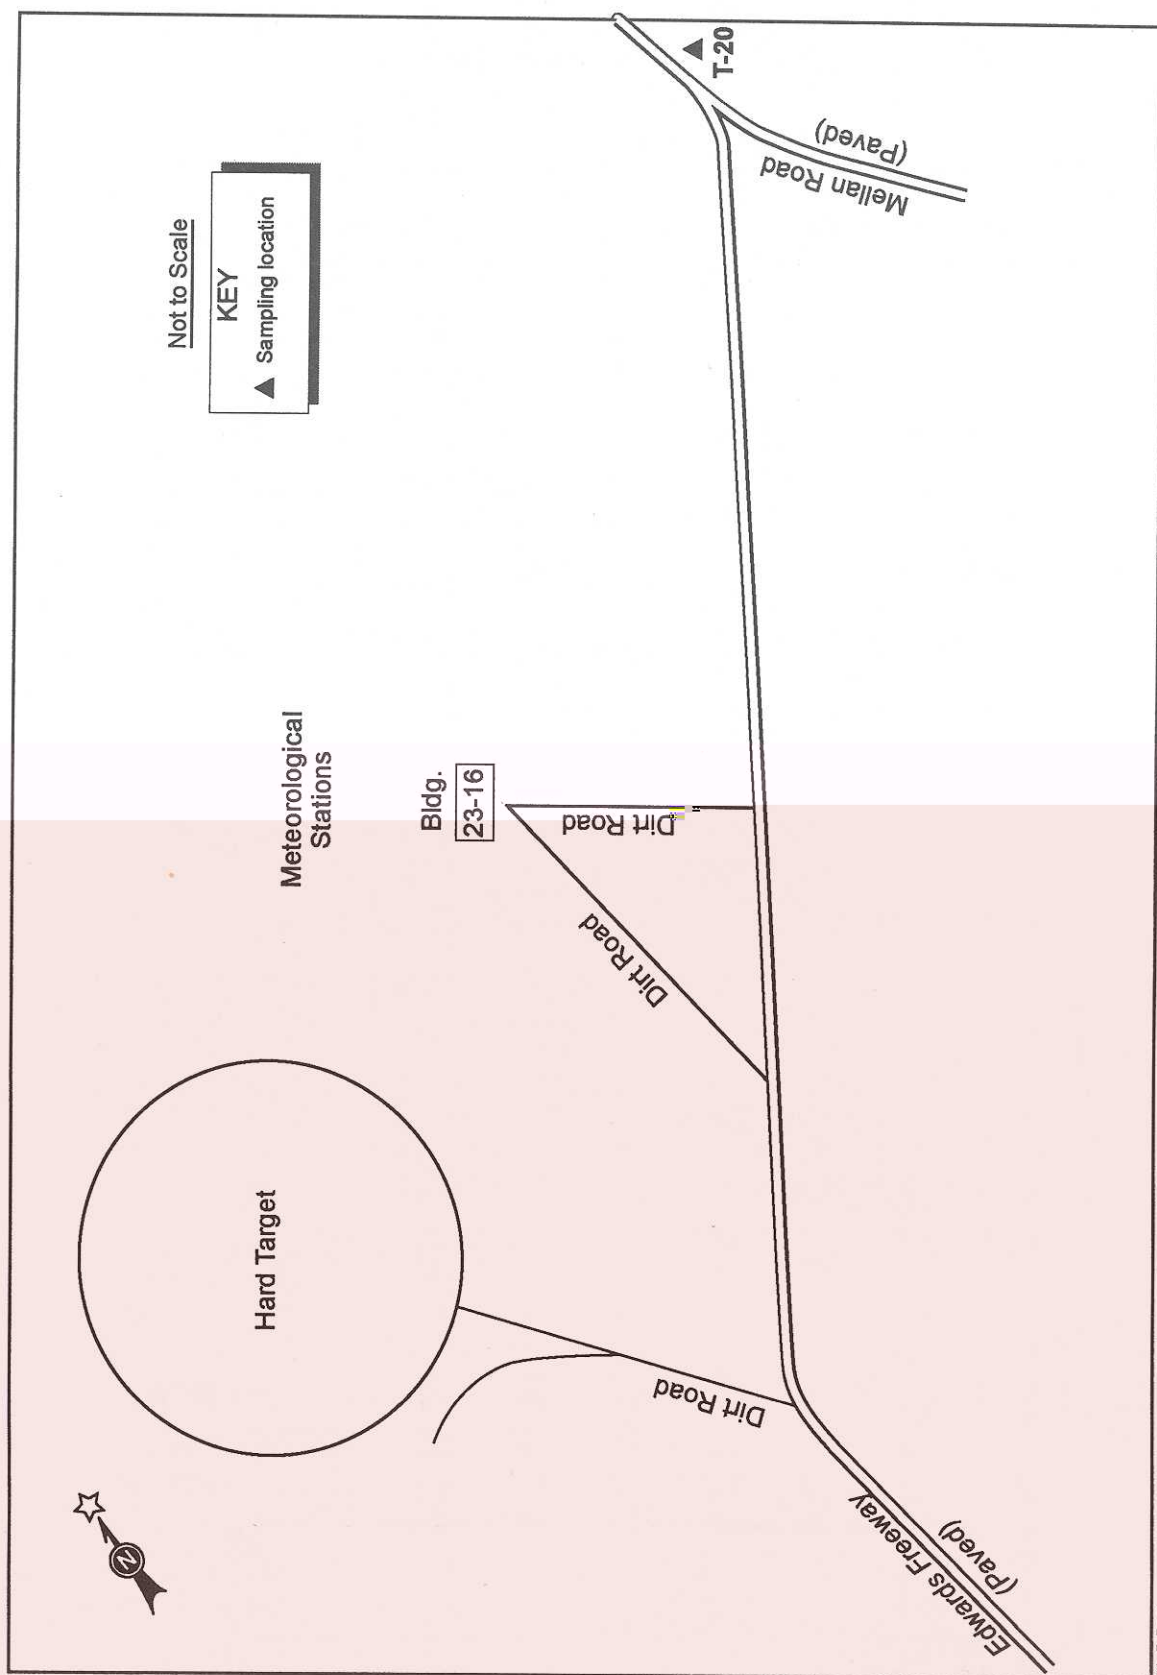 Not to Scale
KEY
▲ Sampling location
T-20
Mellan Road
(Paved)
Meteorological
Stations
Bldg.
23-16
Dirt Road
Dirt Road
Hard Target
Dirt Road
N
Edwards Freeway
(Paved)